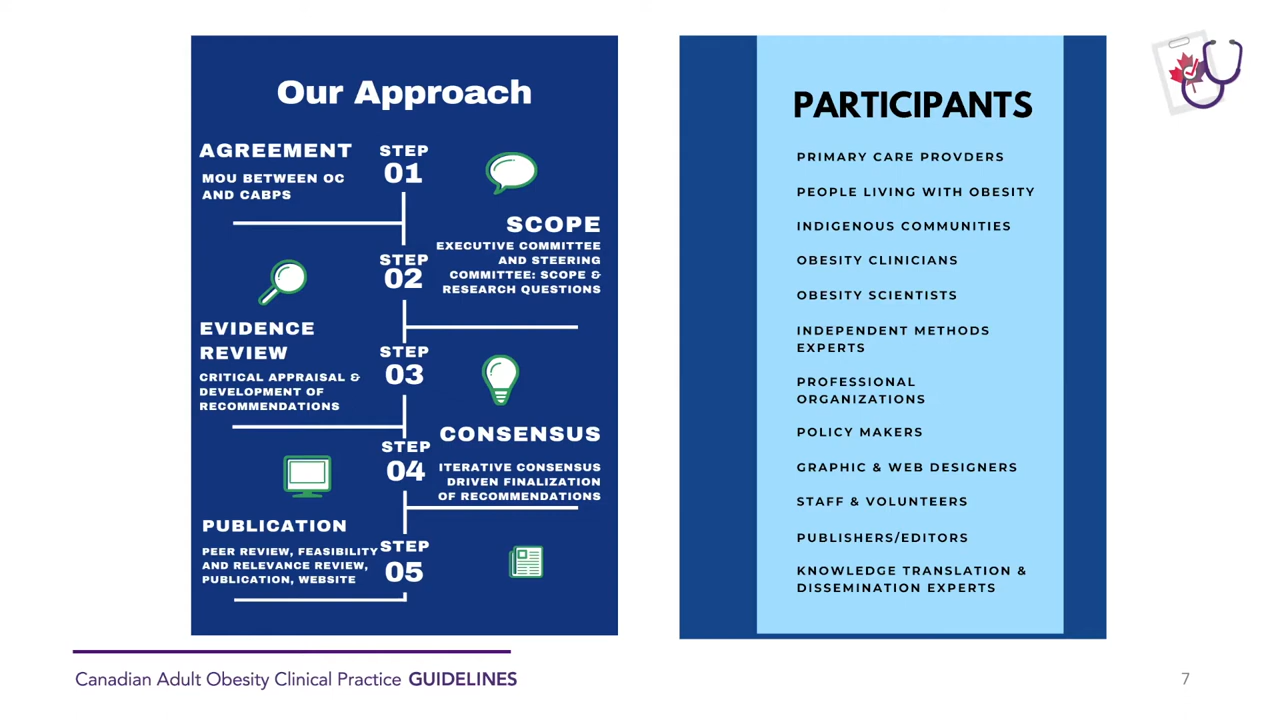 Our Approach
STEP
01
AGREEMENT
MOU BETWEEN OC
AND CABPS
STEP
02
SCOPE
EXECUTIVE COMMITTEE
AND STEERING
COMMITTEE: SCOPE &
RESEARCH QUESTIONS
STEP
03
EVIDENCE
REVIEW
CRITICAL APPRAISAL &
DEVELOPMENT OF
RECOMMENDATIONS
STEP
04
CONSENSUS
ITERATIVE CONSENSUS
DRIVEN FINALIZATION
OF RECOMMENDATIONS
STEP
05
PUBLICATION
PEER REVIEW, FEASIBILITY
AND RELEVANCE REVIEW,
PUBLICATION, WEBSITE
PARTICIPANTS
PRIMARY CARE PROVDERS
PEOPLE LIVING WITH OBESITY
INDIGENOUS COMMUNITIES
OBESITY CLINICIANS
OBESITY SCIENTISTS
INDEPENDENT METHODS
EXPERTS
PROFESSIONAL
ORGANIZATIONS
POLICY MAKERS
GRAPHIC & WEB DESIGNERS
STAFF & VOLUNTEERS
PUBLISHERS/EDITORS
KNOWLEDGE TRANSLATION &
DISSEMINATION EXPERTS
Canadian Adult Obesity Clinical Practice GUIDELINES
7